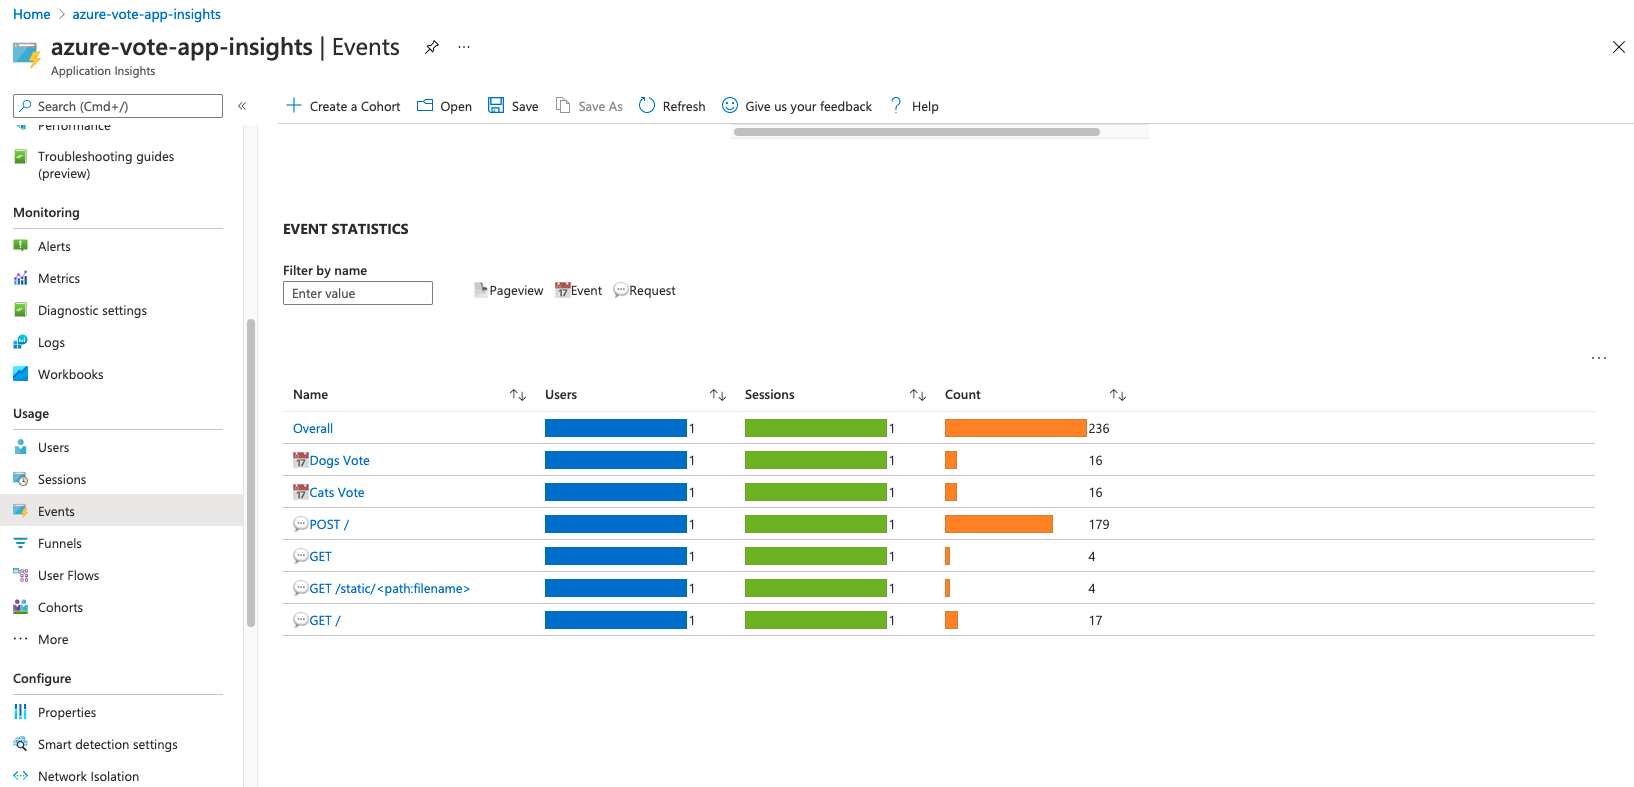 Home > azure-vote-app-insights
azure-vote-app-insights | Events
Application Insights
Search (Cmd+/)
Create a Cohort Open Save Save As Refresh Give us your feedback Help
Performance
Troubleshooting guides
(preview)
Monitoring
Alerts
Metrics
Diagnostic settings
Logs
Workbooks
Usage
Users
Sessions
Events
Funnels
User Flows
Cohorts
More
Configure
Properties
Smart detection settings
Network Isolation
EVENT STATISTICS
Filter by name
Enter value
Pageview 17 Event Request
Name Users Sessions Count
Overall 1 1 236
17 Dogs Vote 1 1 16
17 Cats Vote 1 1 16
POST / 1 1 179
GET 1 1 4
GET /static/<path:filename> 1 1 4
GET / 1 1 17